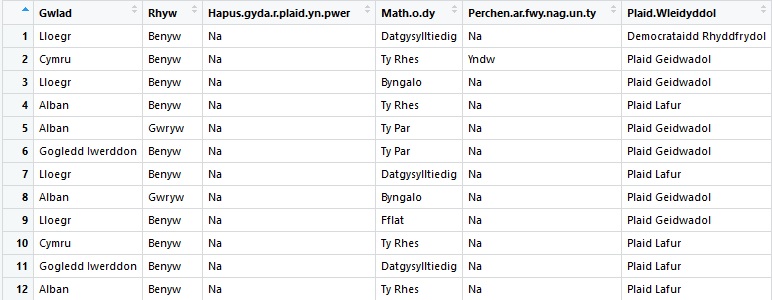 Gwlad Rhyw Hapus.gyda.r.plaid.yn.pwer Math.o.dy Perchen.ar.fwy.nag.un.ty Plaid.Wleidyddol
1 Lloegr Benyw Na Datgysylltiedig Na Democrataidd Rhyddfrydol
2 Cymru Benyw Na Ty Rhes Yndw Plaid Geidwadol
3 Lloegr Benyw Na Byngalo Na Plaid Geidwadol
4 Alban Benyw Na Ty Rhes Na Plaid Lafur
5 Alban Gwryw Na Ty Par Na Plaid Geidwadol
6 Gogledd Iwerddon Benyw Na Ty Par Na Plaid Geidwadol
7 Lloegr Benyw Na Datgysylltiedig Na Plaid Lafur
8 Alban Gwryw Na Byngalo Na Plaid Geidwadol
9 Lloegr Benyw Na Fflat Na Plaid Geidwadol
10 Cymru Benyw Na Ty Rhes Na Plaid Lafur
11 Gogledd Iwerddon Benyw Na Datgysylltiedig Na Plaid Lafur
12 Alban Benyw Na Ty Rhes Na Plaid Lafur